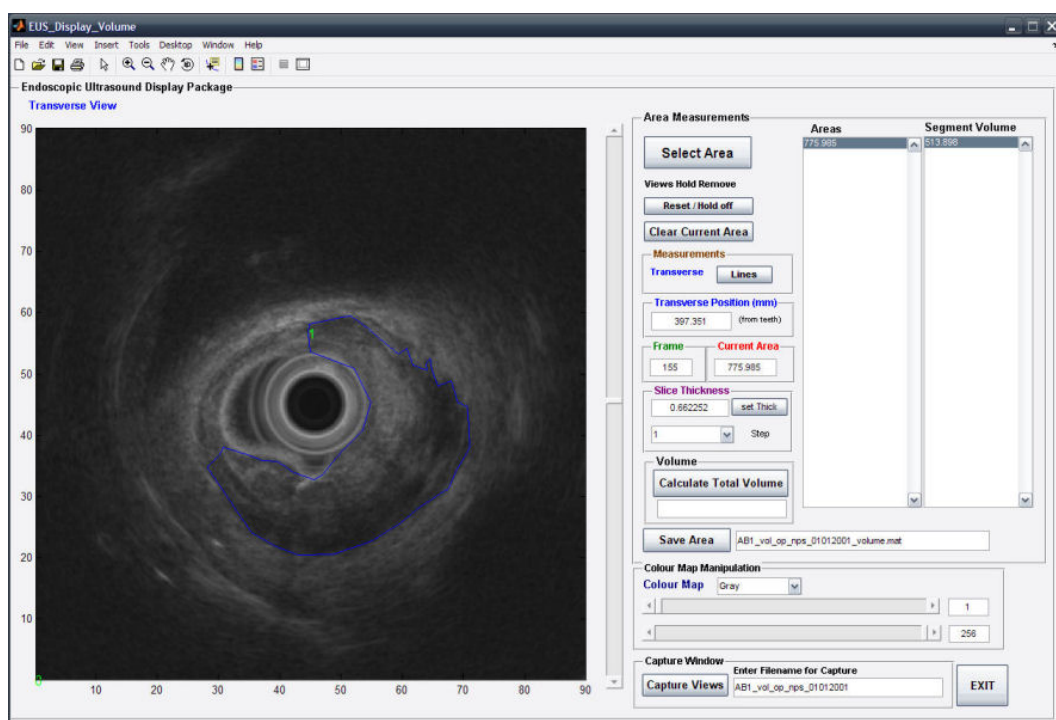 EUS_Display_Volume
File Edit View Insert Tools Desktop Window Help
Endoscopic Ultrasound Display Package
Transverse View
90
80
70
60
50
40
30
20
10
0
10 20 30 40 50 60 70 80 90
1
Area Measurements
Select Area
Views Hold Remove
Reset / Hold off
Clear Current Area
Measurements
Transverse Lines
Transverse Position (mm)
397.351 (from teeth)
Frame Current Area
155 775.985
Slice Thickness
0.662252 set Thick
1 Step
Volume
Calculate Total Volume
Areas Segment Volume
775.985 513.898
Save Area AB1_vol_op_nps_01012001_volume.mat
Colour Map Manipulation
Colour Map Gray
1
256
Capture Window
Enter Filename for Capture
Capture Views AB1_vol_op_nps_01012001
EXIT